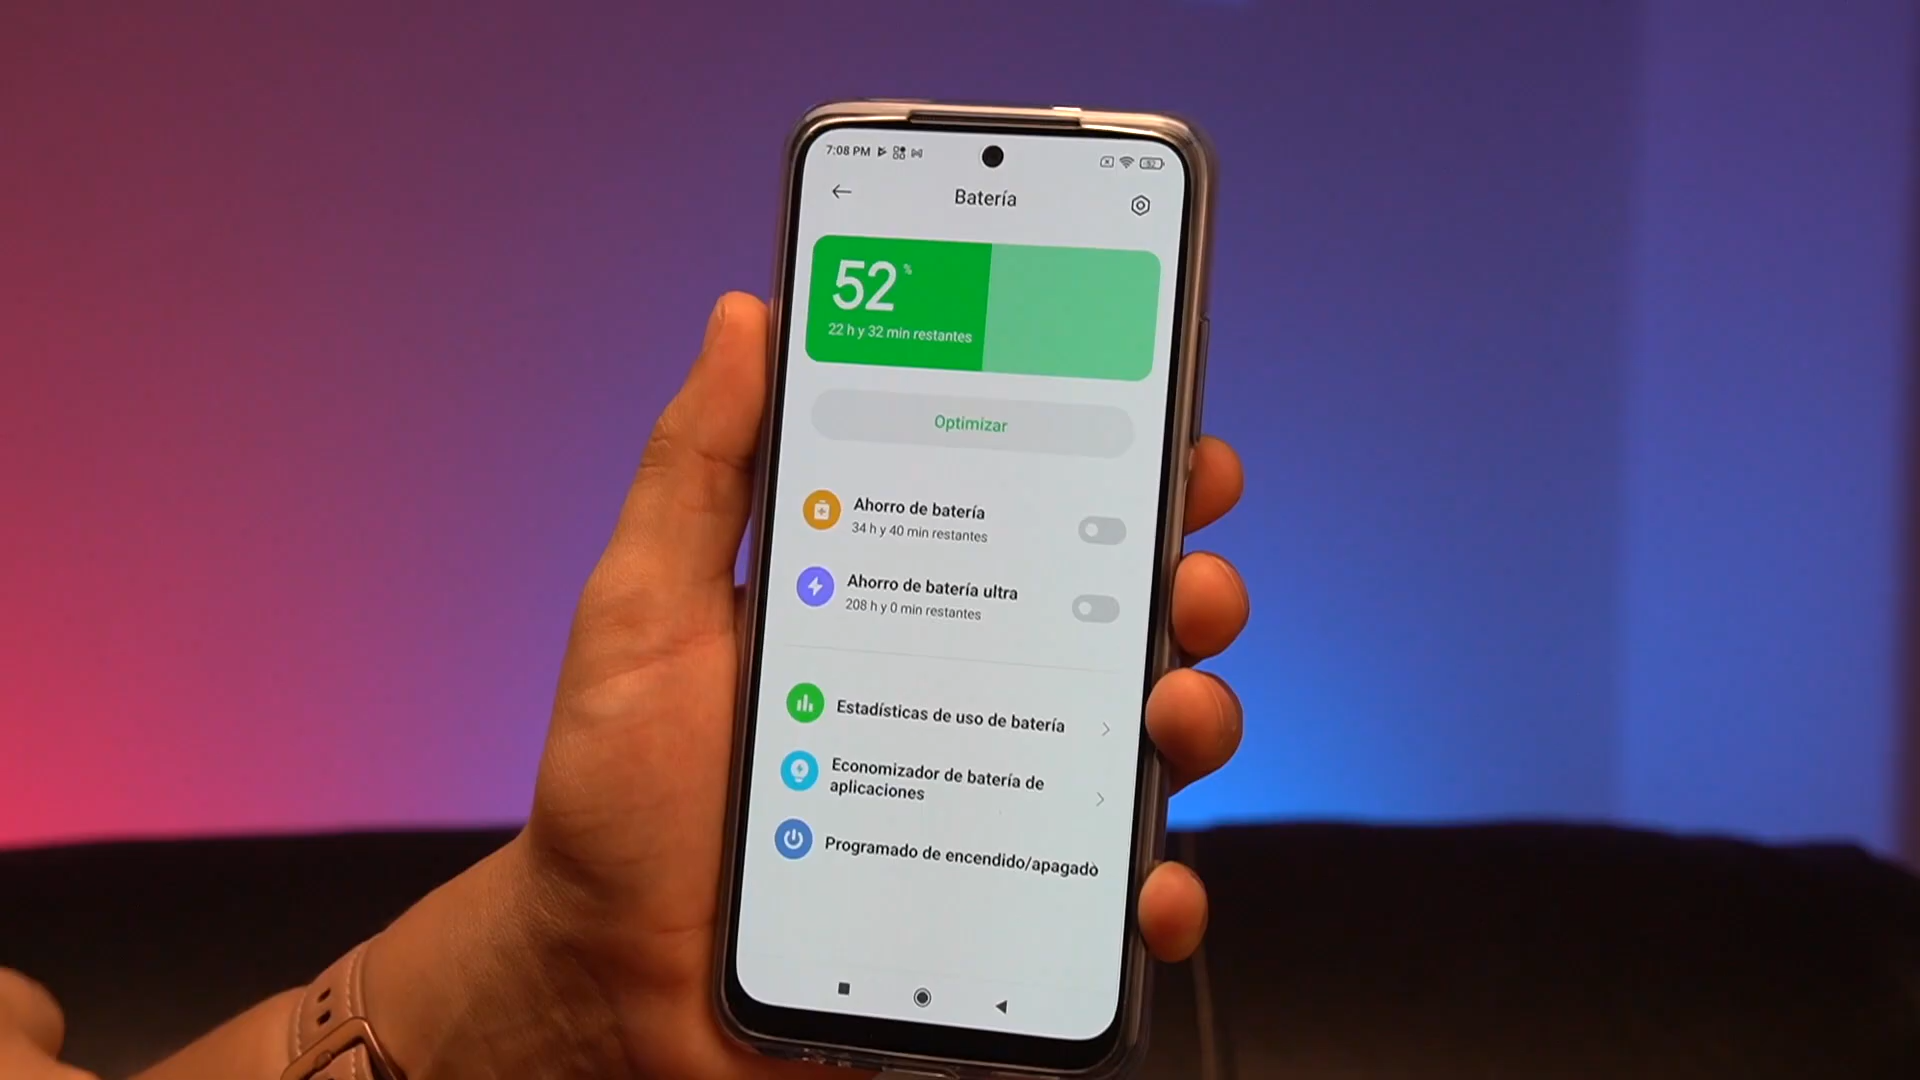 7:08 PM
52
Batería
52 %
22 h y 32 min restantes
Optimizar
Ahorro de batería
34 h y 40 min restantes
Ahorro de batería ultra
208 h y 0 min restantes
Estadísticas de uso de batería
Economizador de batería de
aplicaciones
Programado de encendido/apagado